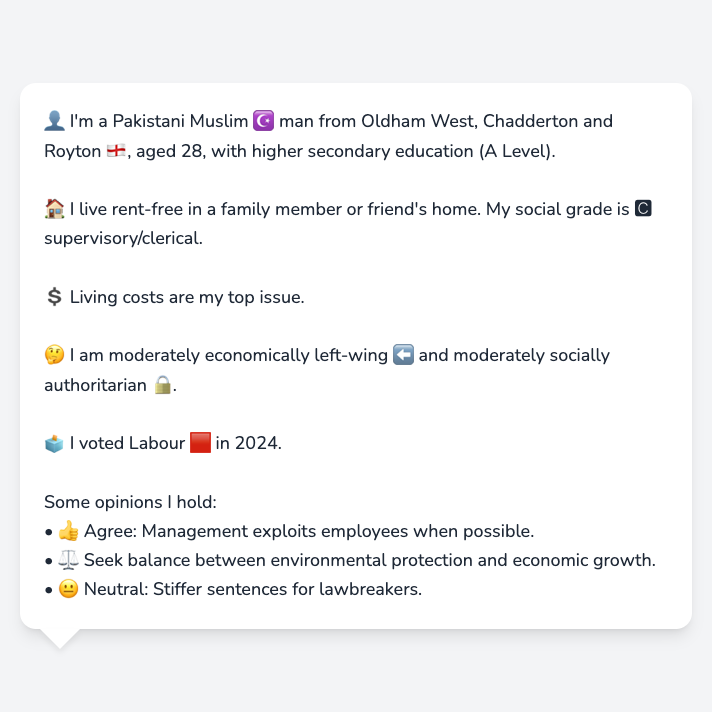 👤 I'm a Pakistani Muslim ☪️ man from Oldham West, Chadderton and
Royton 🏴󠁧󠁢󠁥󠁮󠁧󠁿, aged 28, with higher secondary education (A Level).
🏠 I live rent-free in a family member or friend's home. My social grade is 🅲
supervisory/clerical.
💲 Living costs are my top issue.
🤔 I am moderately economically left-wing ⬅️ and moderately socially
authoritarian 🔒.
🗳️ I voted Labour 🟥 in 2024.
Some opinions I hold:
• 👍 Agree: Management exploits employees when possible.
• ⚖️ Seek balance between environmental protection and economic growth.
• 😐 Neutral: Stiffer sentences for lawbreakers.